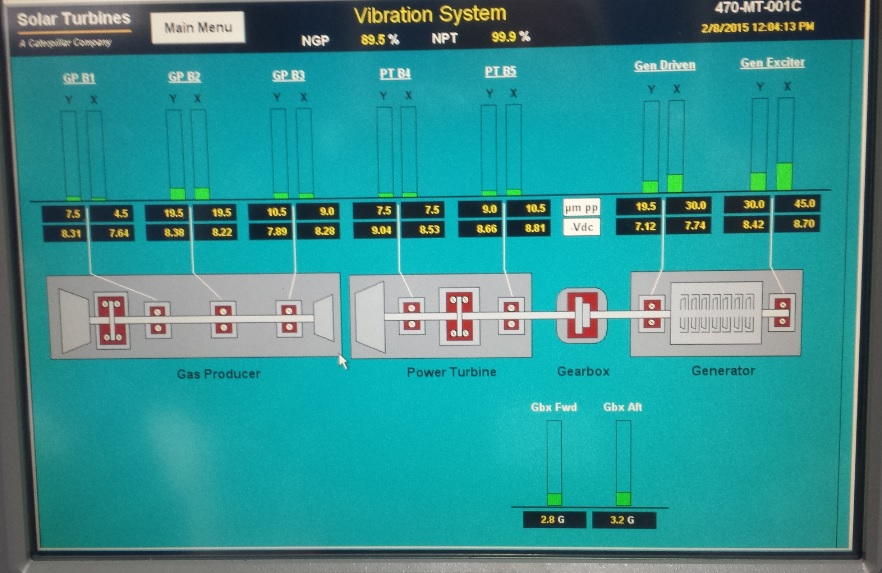 Solar Turbines
A Caterpillar Company
Main Menu
Vibration System
NGP 89.5 % NPT 99.9 %
470-MT-001C
2/8/2015 12:04:13 PM
GP B1 GP B2 GP B3 PT B4 PT B5 Gen Driven Gen Exciter
Y X Y X Y X Y X Y X Y X Y X
7.5 4.5 19.5 19.5 10.5 9.0 7.5 7.5 9.0 10.5 µm pp 19.5 30.0 30.0 45.0
8.31 7.64 8.38 8.22 7.89 8.28 9.04 8.53 8.66 8.81 -Vdc 7.12 7.74 8.42 8.70
Gas Producer Power Turbine Gearbox Generator
Gbx Fwd Gbx Aft
2.8 G 3.2 G